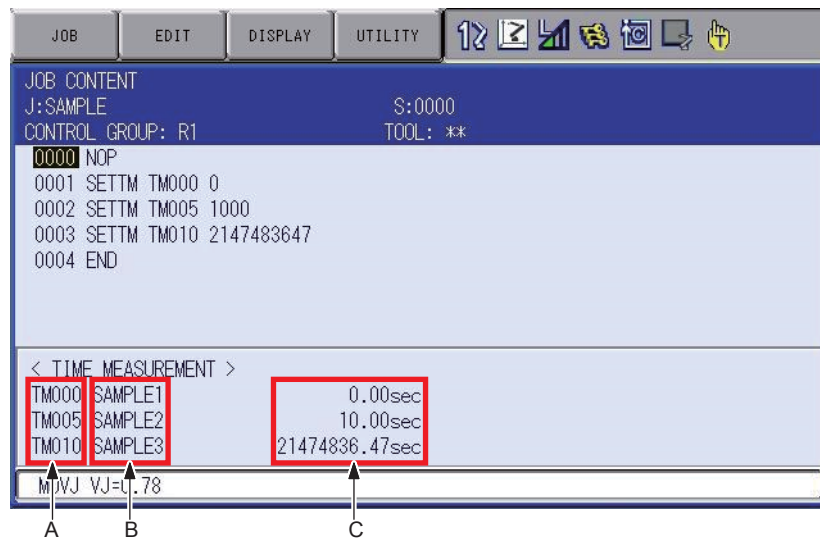 JOB EDIT DISPLAY UTILITY
JOB CONTENT
J:SAMPLE S:0000
CONTROL GROUP: R1 TOOL: **
0000 NOP
0001 SETTM TM000 0
0002 SETTM TM005 1000
0003 SETTM TM010 2147483647
0004 END
< TIME MEASUREMENT >
TM000 SAMPLE1 0.00sec
TM005 SAMPLE2 10.00sec
TM010 SAMPLE3 21474836.47sec
MOVJ VJ=0.78
A B C